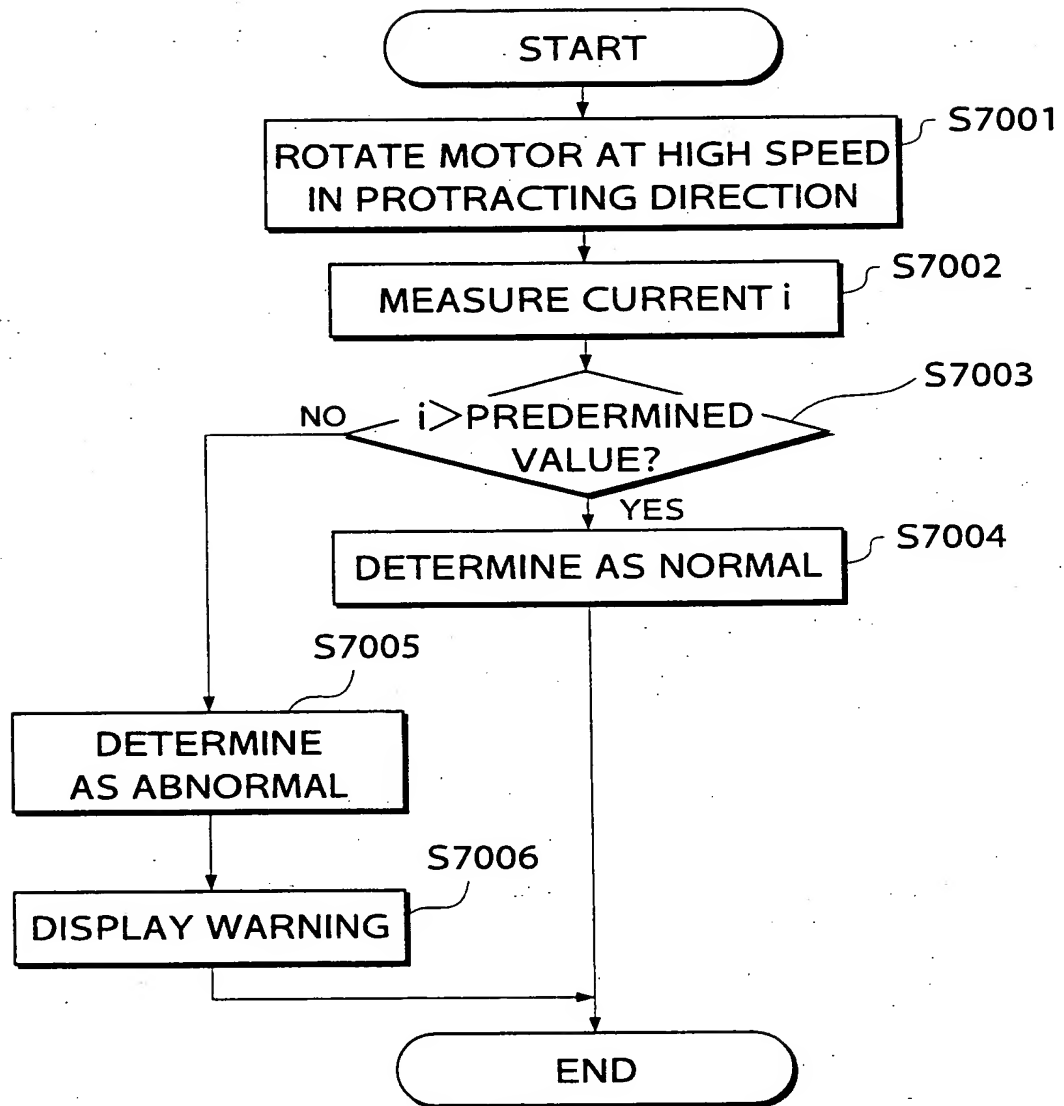 START
S7001
ROTATE MOTOR AT HIGH SPEED
IN PROTRACTING DIRECTION
S7002
MEASURE CURRENT i
S7003
NO
i>PREDERMINED
VALUE?
YES
S7004
DETERMINE AS NORMAL
S7005
DETERMINE
AS ABNORMAL
S7006
DISPLAY WARNING
END